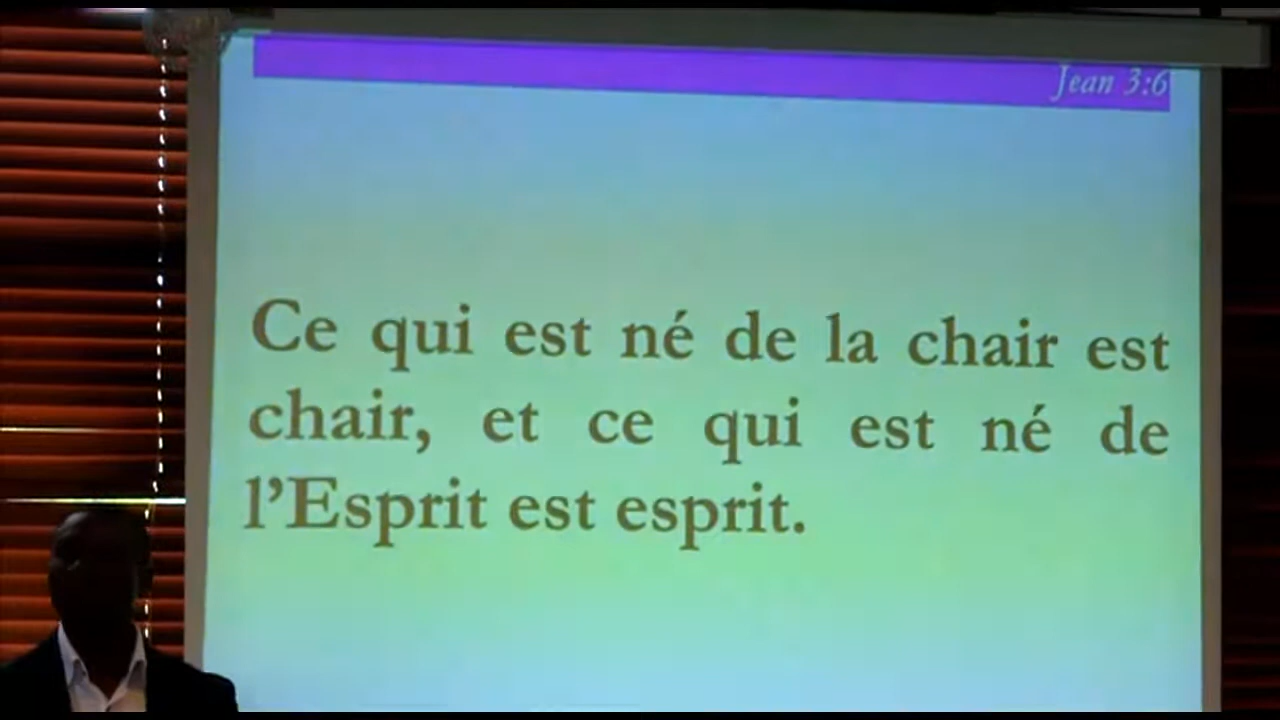 Jean 3:6
Ce qui est né de la chair est
chair, et ce qui est né de
l’Esprit est esprit.